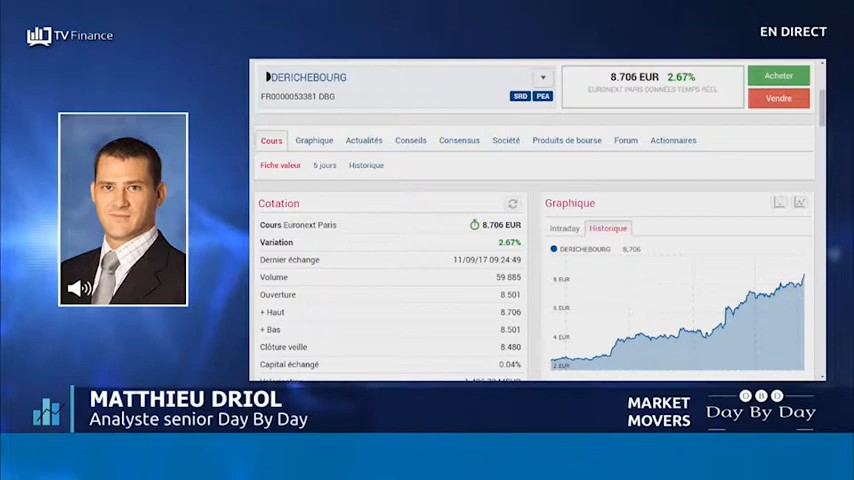 TV Finance
EN DIRECT
DERICHEBOURG
FR0000053381 DBG
SRD PEA
8.706 EUR 2.67%
EURONEXT PARIS DONNÉES TEMPS RÉEL
Acheter
Vendre
Cours Graphique Actualités Conseils Consensus Société Produits de bourse Forum Actionnaires
Fiche valeur 5 jours Historique
Cotation
Cours Euronext Paris 8.706 EUR
Variation 2.67%
Dernier échange 11/09/17 09:24:49
Volume 59 885
Ouverture 8.501
+ Haut 8.706
+ Bas 8.501
Clôture veille 8.480
Capital échangé 0.04%
Graphique
Intraday Historique
DERICHEBOURG 8,706
8 EUR
6 EUR
4 EUR
2 EUR
MATTHIEU DRIOL
Analyste senior Day By Day
MARKET
MOVERS
D B D
Day By Day